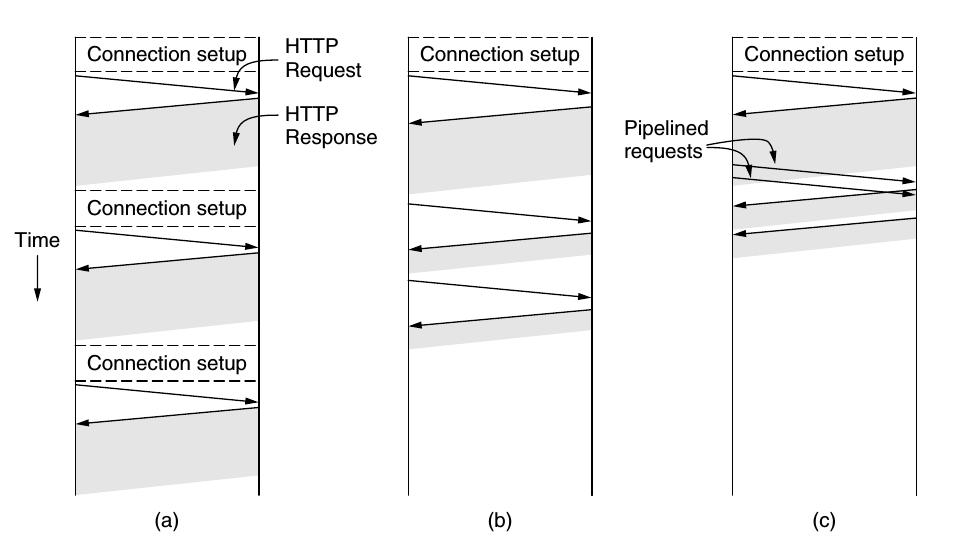 Connection setup
HTTP
Request
HTTP
Response
Connection setup
Time
Connection setup
(a)
Connection setup
(b)
Connection setup
Pipelined
requests
(c)